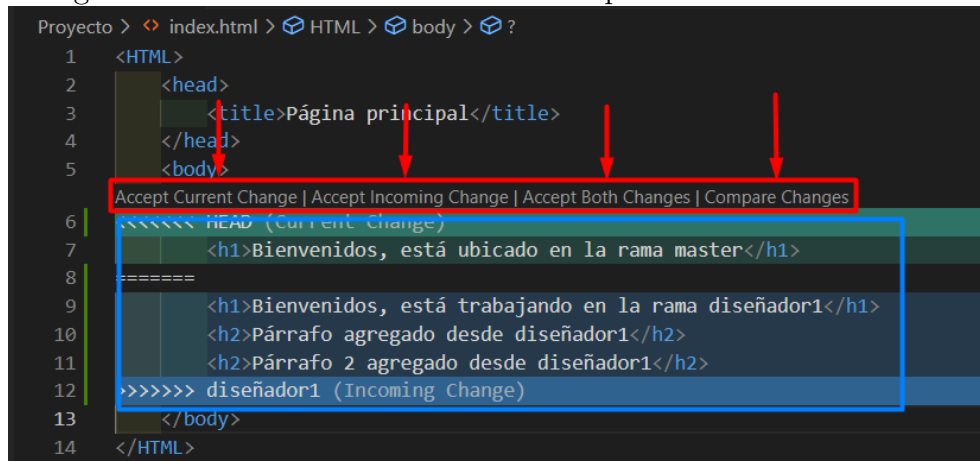 Proyecto > index.html > HTML > body > ?
1 <HTML>
2 <head>
3 <title>Página principal</title>
4 </head>
5 <body>
Accept Current Change | Accept Incoming Change | Accept Both Changes | Compare Changes
6 <<<<<<< HEAD (Current Change)
7 <h1>Bienvenidos, está ubicado en la rama master</h1>
8 =======
9 <h1>Bienvenidos, está trabajando en la rama diseñador1</h1>
10 <h2>Párrafo agregado desde diseñador1</h2>
11 <h2>Párrafo 2 agregado desde diseñador1</h2>
12 >>>>>>> diseñador1 (Incoming Change)
13 </body>
14 </HTML>